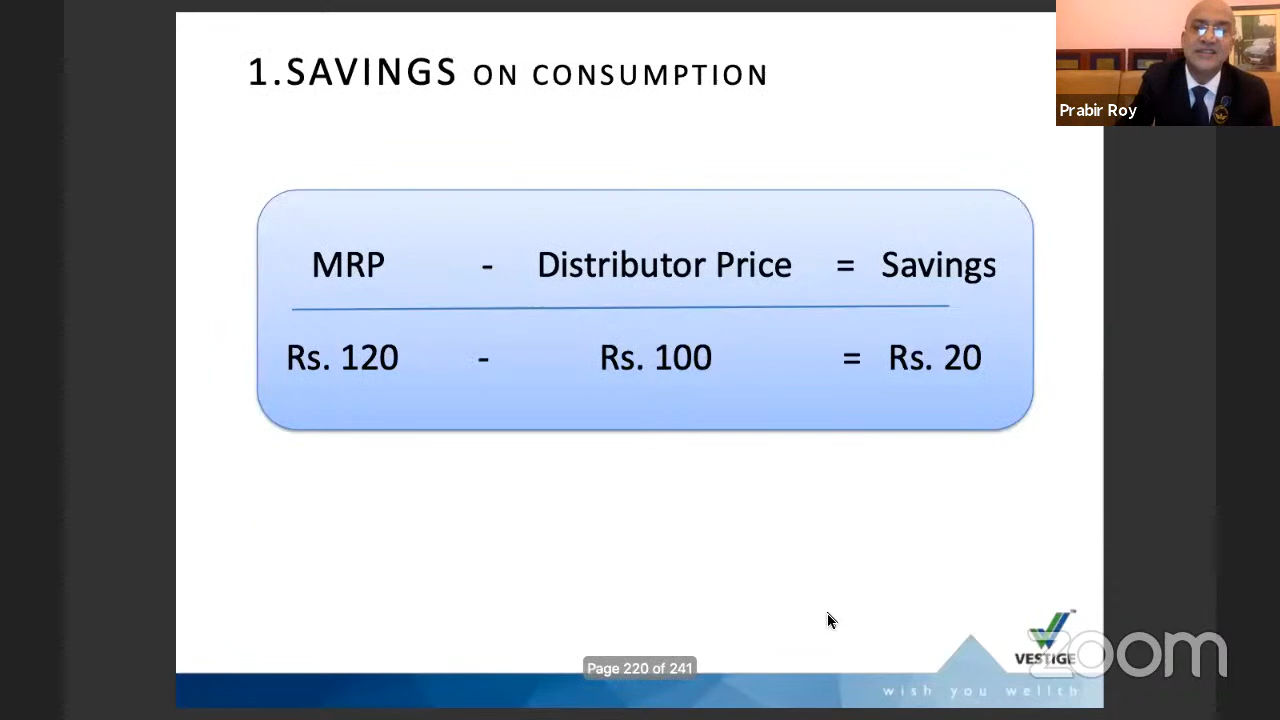 1.SAVINGS ON CONSUMPTION
Prabir Roy
MRP - Distributor Price = Savings
Rs. 120 - Rs. 100 = Rs. 20
VESTIGE
zoom
Page 220 of 241
wish you wellth